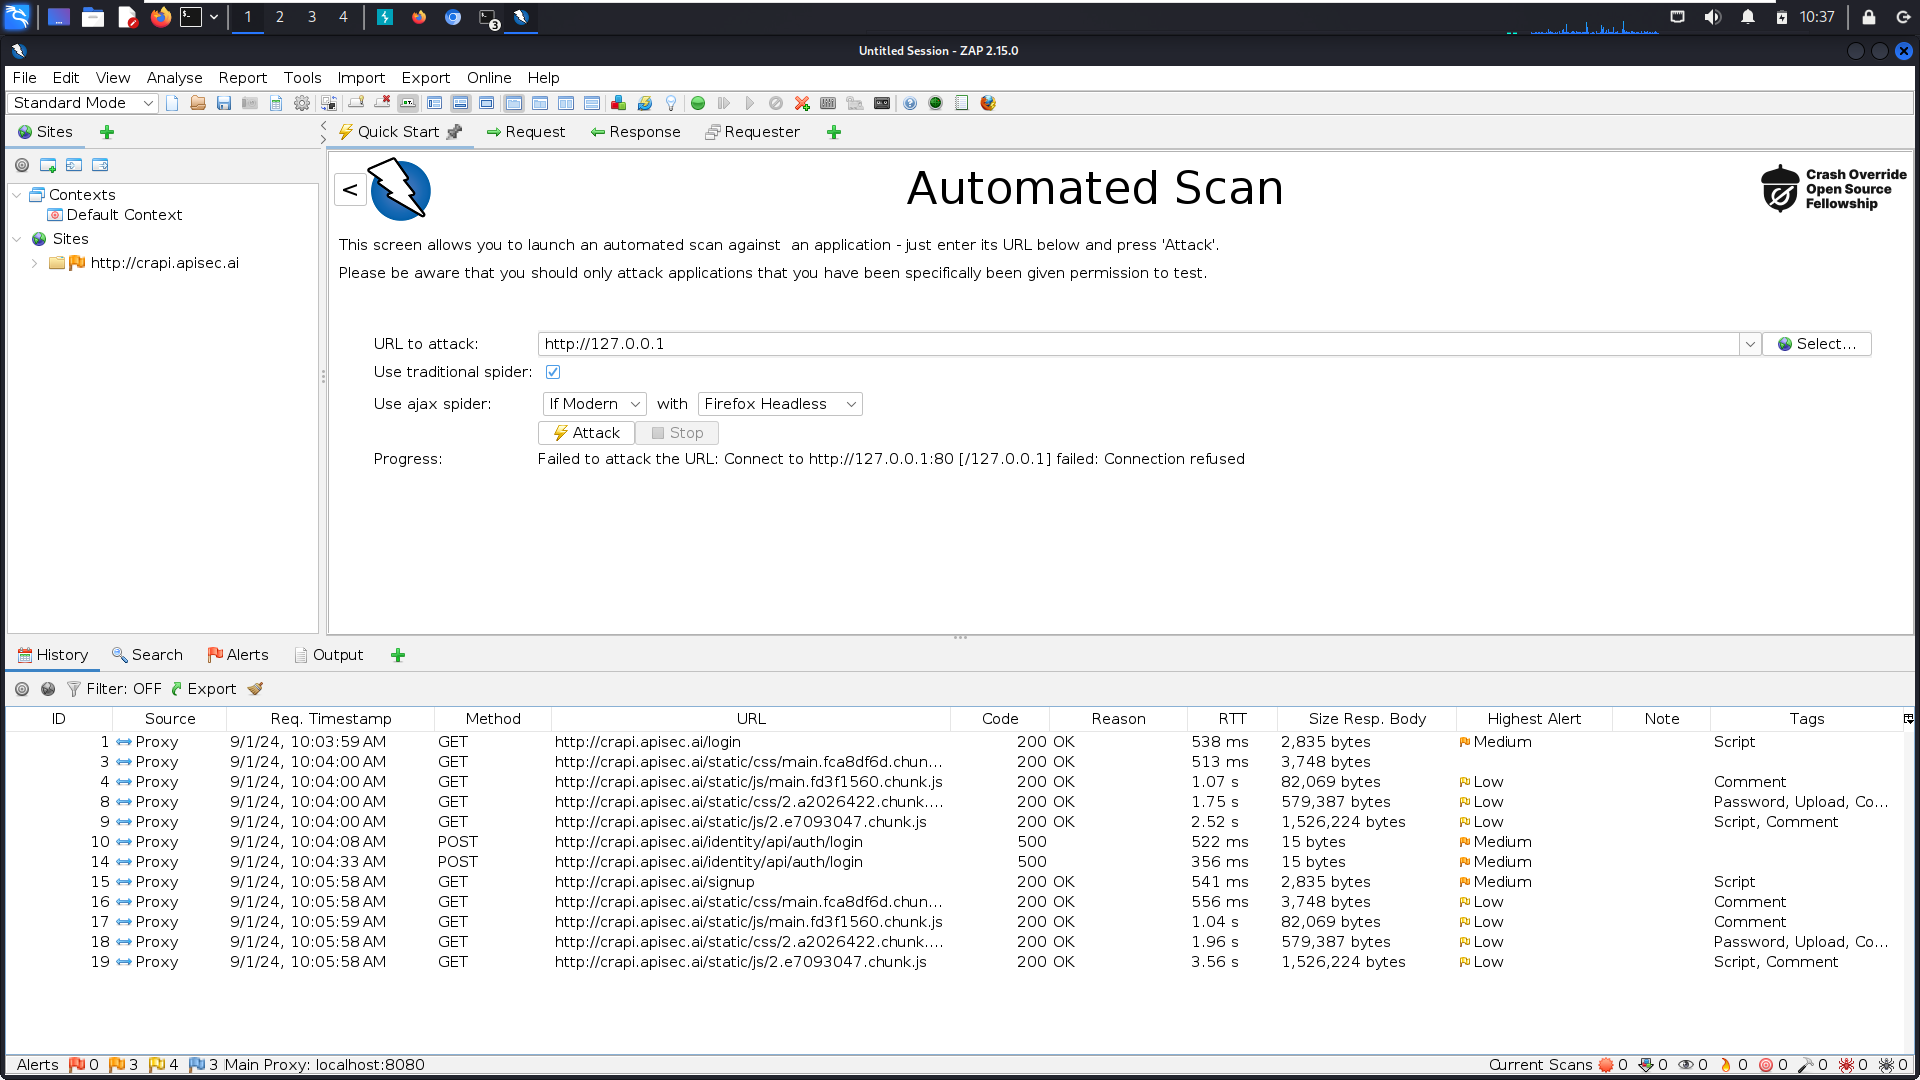 1 2 3 4 3 10:37
Untitled Session - ZAP 2.15.0
File Edit View Analyse Report Tools Import Export Online Help
Standard Mode
Sites Quick Start Request Response Requester
Contexts
Default Context
Sites
http://crapi.apisec.ai
< Automated Scan
Crash Override
Open Source
Fellowship
This screen allows you to launch an automated scan against an application - just enter its URL below and press 'Attack'.
Please be aware that you should only attack applications that you have been specifically been given permission to test.
URL to attack: http://127.0.0.1 Select...
Use traditional spider:
Use ajax spider: If Modern with Firefox Headless
Attack Stop
Progress: Failed to attack the URL: Connect to http://127.0.0.1:80 [/127.0.0.1] failed: Connection refused
History Search Alerts Output
Filter: OFF Export
ID Source Req. Timestamp Method URL Code Reason RTT Size Resp. Body Highest Alert Note Tags
1 Proxy 9/1/24, 10:03:59 AM GET http://crapi.apisec.ai/login 200 OK 538 ms 2,835 bytes Medium Script
3 Proxy 9/1/24, 10:04:00 AM GET http://crapi.apisec.ai/static/css/main.fca8df6d.chun... 200 OK 513 ms 3,748 bytes
4 Proxy 9/1/24, 10:04:00 AM GET http://crapi.apisec.ai/static/js/main.fd3f1560.chunk.js 200 OK 1.07 s 82,069 bytes Low Comment
8 Proxy 9/1/24, 10:04:00 AM GET http://crapi.apisec.ai/static/css/2.a2026422.chunk.... 200 OK 1.75 s 579,387 bytes Low Password, Upload, Co...
9 Proxy 9/1/24, 10:04:00 AM GET http://crapi.apisec.ai/static/js/2.e7093047.chunk.js 200 OK 2.52 s 1,526,224 bytes Low Script, Comment
10 Proxy 9/1/24, 10:04:08 AM POST http://crapi.apisec.ai/identity/api/auth/login 500 522 ms 15 bytes Medium
14 Proxy 9/1/24, 10:04:33 AM POST http://crapi.apisec.ai/identity/api/auth/login 500 356 ms 15 bytes Medium
15 Proxy 9/1/24, 10:05:58 AM GET http://crapi.apisec.ai/signup 200 OK 541 ms 2,835 bytes Medium Script
16 Proxy 9/1/24, 10:05:58 AM GET http://crapi.apisec.ai/static/css/main.fca8df6d.chun... 200 OK 556 ms 3,748 bytes Low Comment
17 Proxy 9/1/24, 10:05:59 AM GET http://crapi.apisec.ai/static/js/main.fd3f1560.chunk.js 200 OK 1.04 s 82,069 bytes Low Comment
18 Proxy 9/1/24, 10:05:58 AM GET http://crapi.apisec.ai/static/css/2.a2026422.chunk.... 200 OK 1.96 s 579,387 bytes Low Password, Upload, Co...
19 Proxy 9/1/24, 10:05:58 AM GET http://crapi.apisec.ai/static/js/2.e7093047.chunk.js 200 OK 3.56 s 1,526,224 bytes Low Script, Comment
Alerts 0 3 4 3 Main Proxy: localhost:8080 Current Scans 0 0 0 0 0 0 0 0